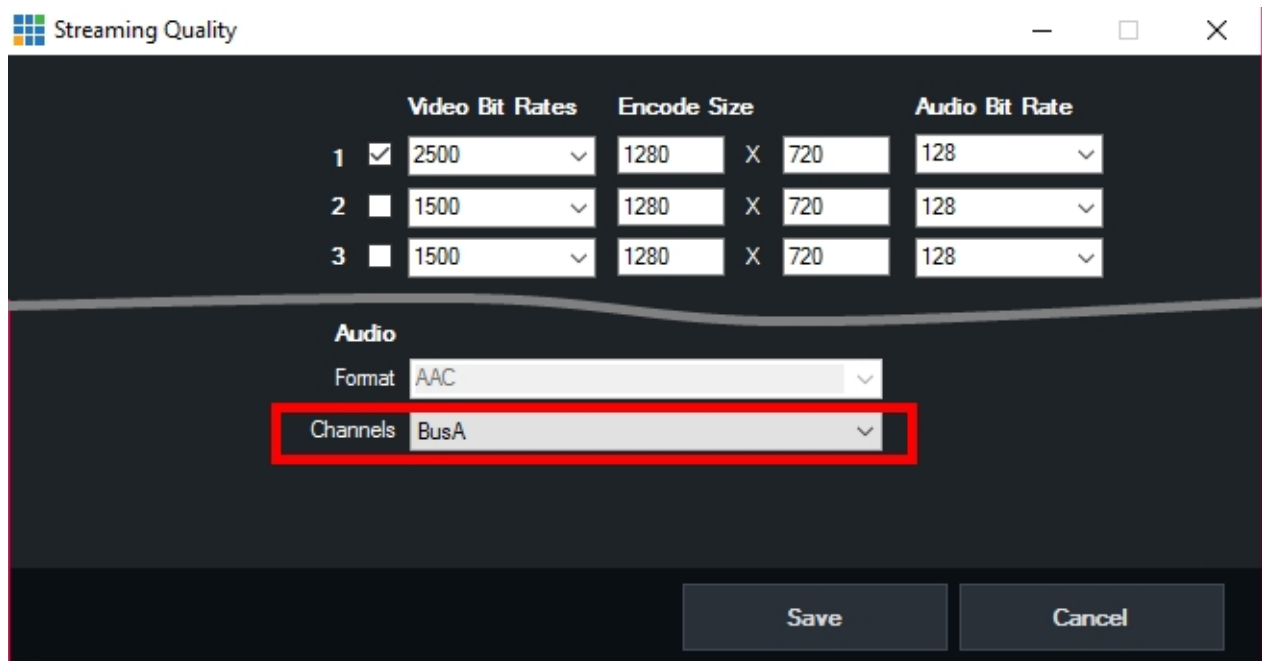 Streaming Quality
Video Bit Rates Encode Size Audio Bit Rate
1 2500 1280 X 720 128
2 1500 1280 X 720 128
3 1500 1280 X 720 128
Audio
Format AAC
Channels BusA
Save Cancel